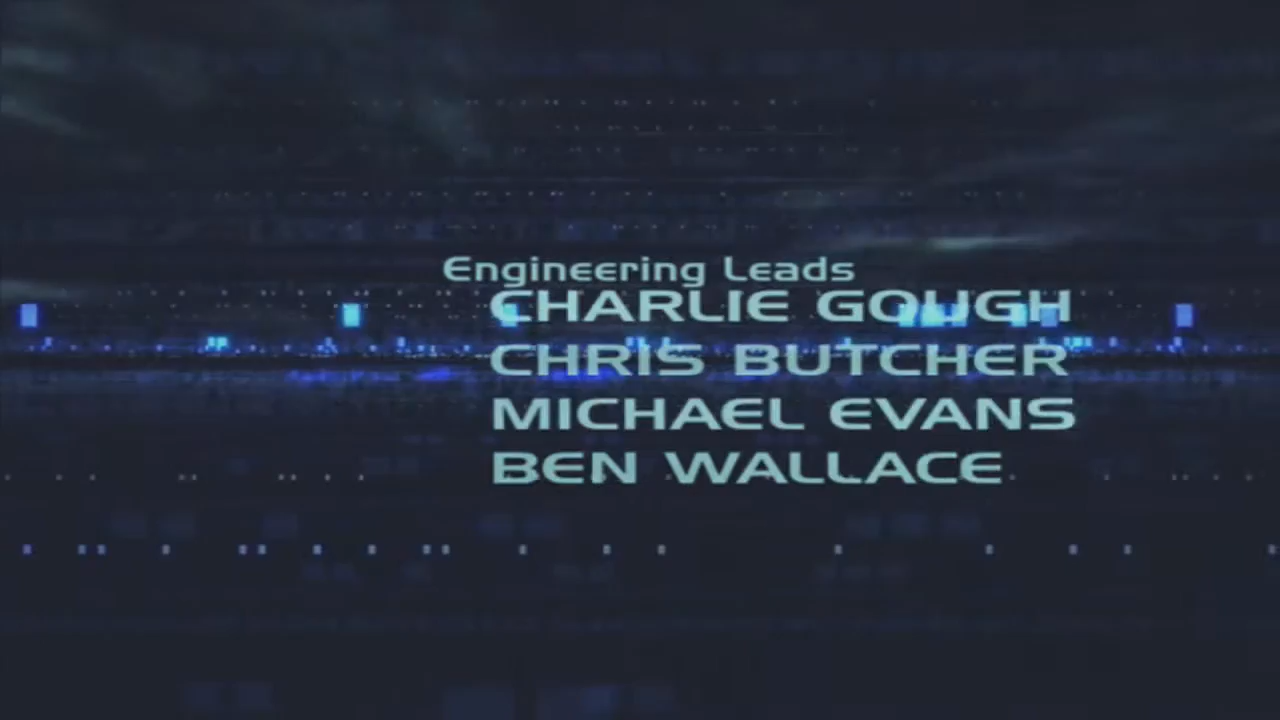 Engineering Leads
CHARLIE GOUGH
CHRIS BUTCHER
MICHAEL EVANS
BEN WALLACE